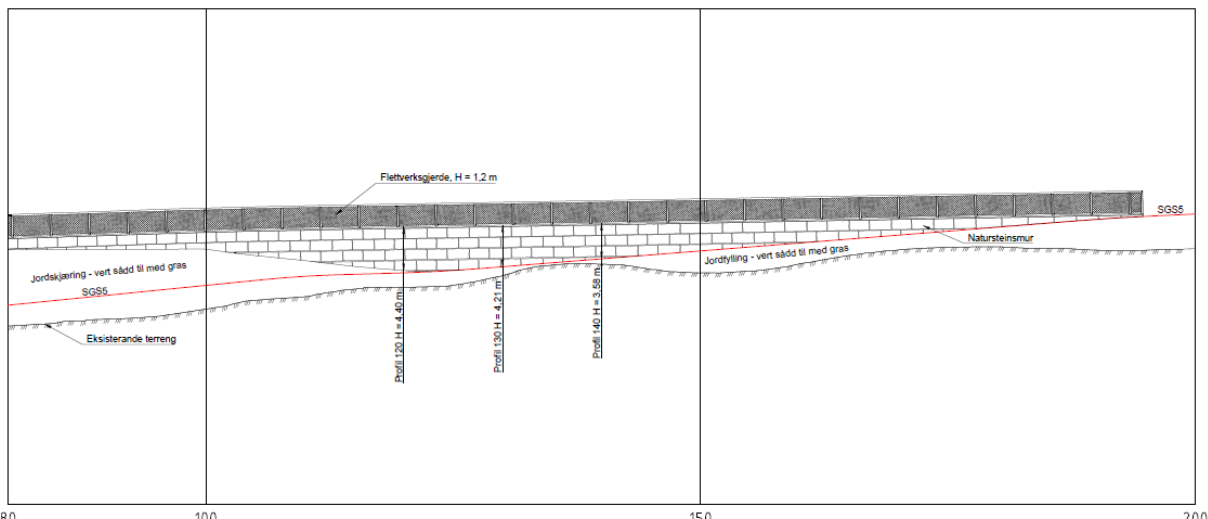 Flettverksgjerde, H = 1,2 m
SGS5
Natursteinsmur
Jordfylling - vert sådd til med gras
Jordskjæring - vert sådd til med gras
SGS5
Eksisterande terreng
Profil 120 H = 4.40 m
Profil 130 H = 4.21 m
Profil 140 H = 3.58 m
80
100
150
200